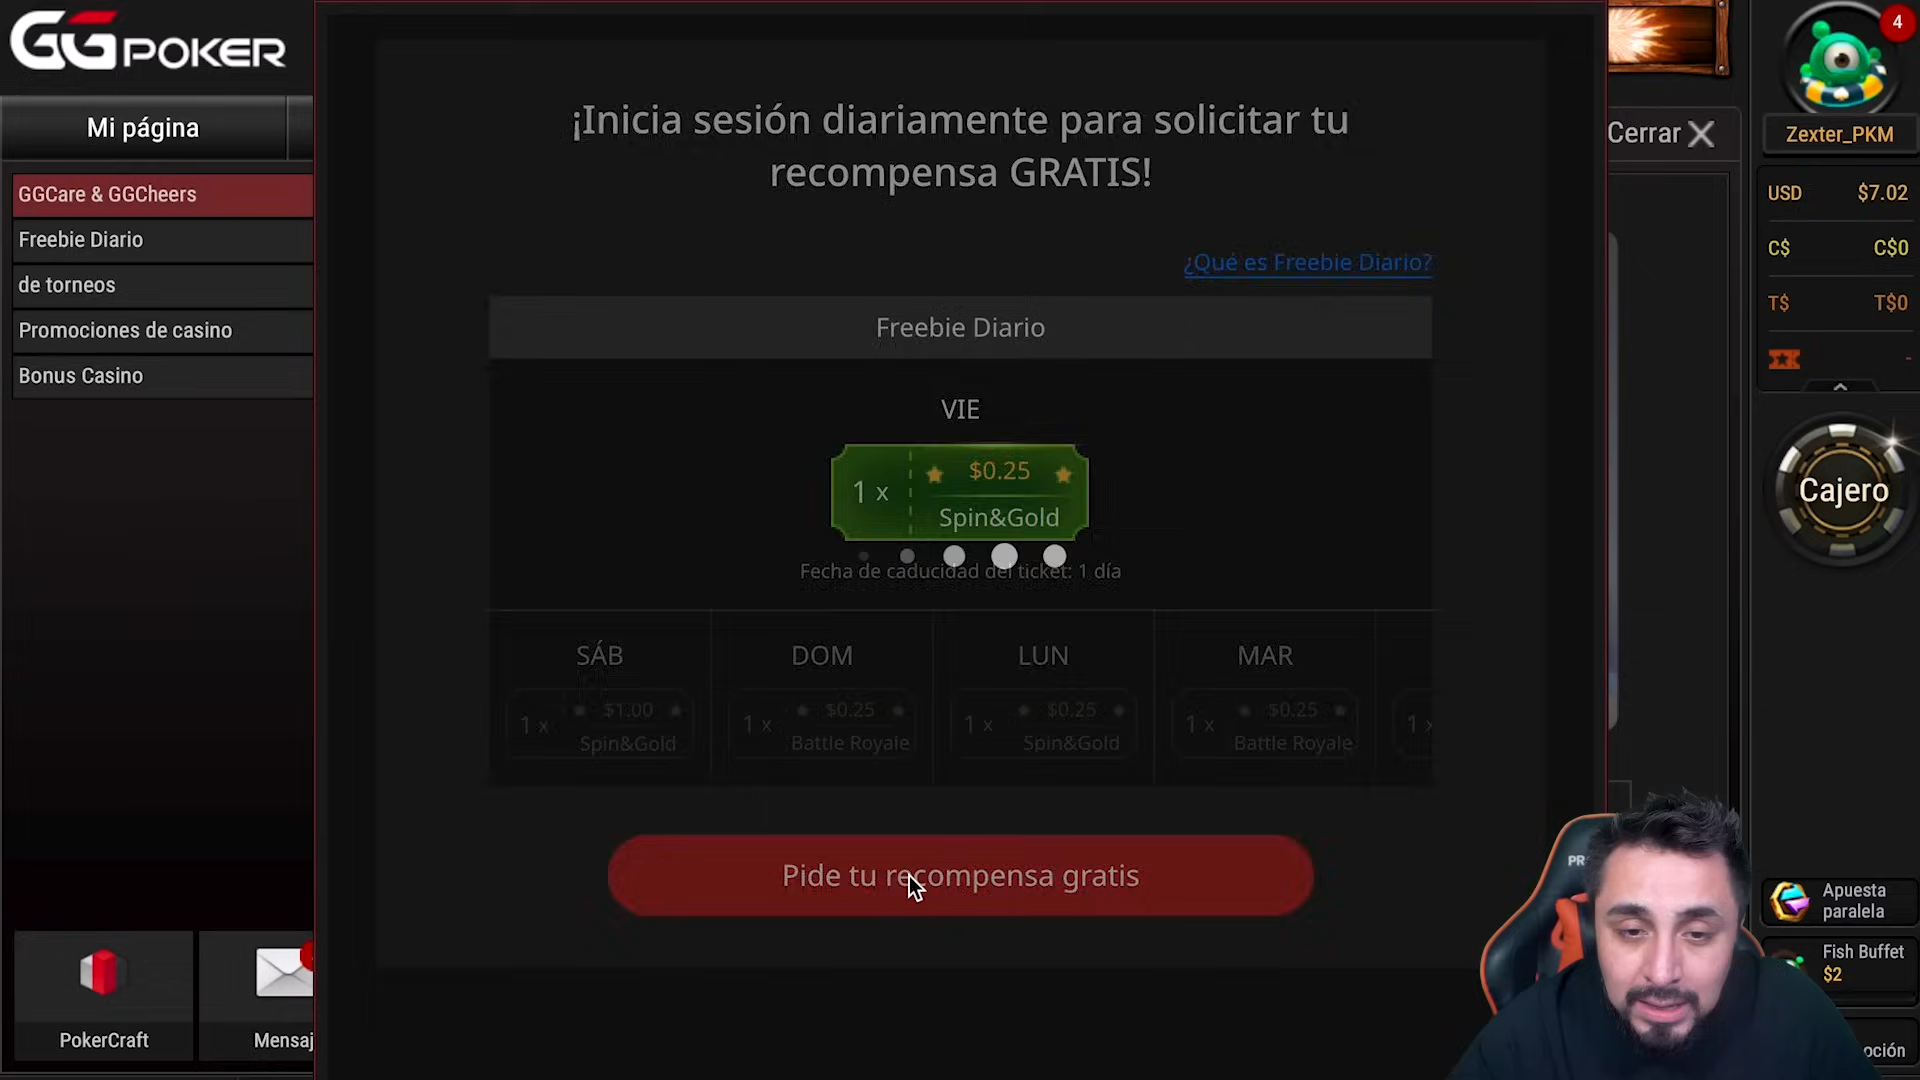 GGPOKER
Mi página
GGCare & GGCheers
Freebie Diario
de torneos
Promociones de casino
Bonus Casino
PokerCraft
Mensaj
¡Inicia sesión diariamente para solicitar tu
recompensa GRATIS!
¿Qué es Freebie Diario?
Freebie Diario
VIE
1 x
$0.25
Spin&Gold
Fecha de caducidad del ticket: 1 día
SÁB
1 x
$1.00
Spin&Gold
DOM
1 x
$0.25
Battle Royale
LUN
1 x
$0.25
Spin&Gold
MAR
1 x
$0.25
Battle Royale
1 x
Pide tu recompensa gratis
Cerrar
4
Zexter_PKM
USD $7.02
C$ C$0
T$ T$0
-
Cajero
Apuesta
paralela
Fish Buffet
$2
oción
PR